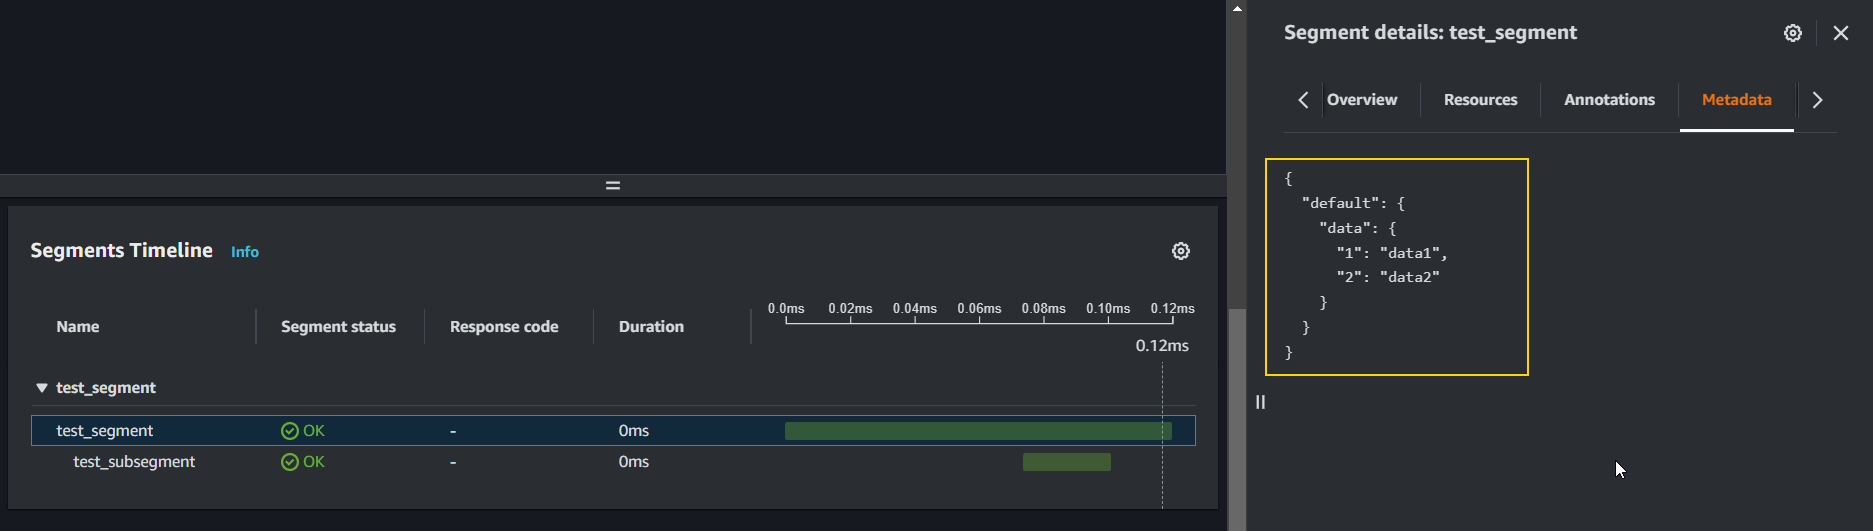 Segments Timeline Info
Name Segment status Response code Duration 0.0ms 0.02ms 0.04ms 0.06ms 0.08ms 0.10ms 0.12ms
0.12ms
test_segment
test_segment OK - 0ms
test_subsegment OK - 0ms
Segment details: test_segment
Overview Resources Annotations Metadata
{
"default": {
"data": {
"1": "data1",
"2": "data2"
}
}
}